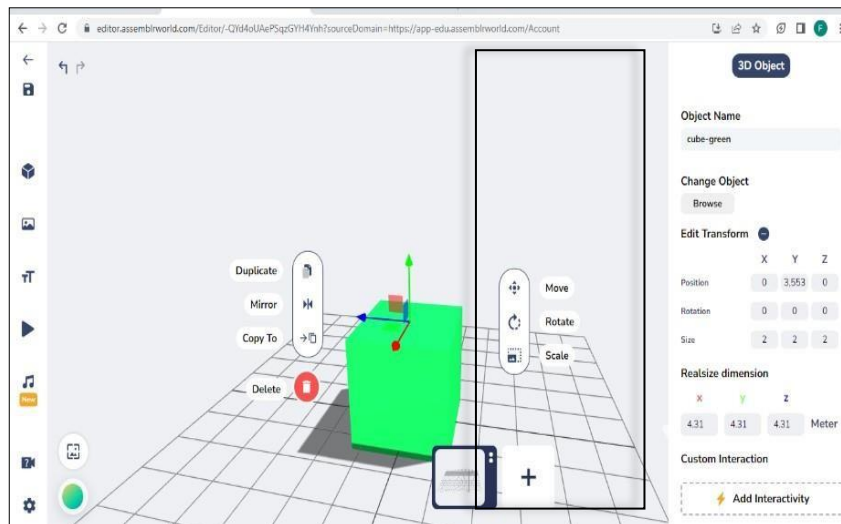 editor.assemblrworld.com/Editor/-QYd4oUAePSqzGYH4Ynh?sourceDomain=https://app-edu.assemblrworld.com/Account
F
3D Object
Object Name
cube-green
Change Object
Browse
Edit Transform
X Y Z
Position 0 3,553 0
Rotation 0 0 0
Size 2 2 2
Realsize dimension
x y z
4.31 4.31 4.31 Meter
Custom Interaction
Add Interactivity
Duplicate
Mirror
Copy To
Delete
Move
Rotate
Scale
TT
New
+